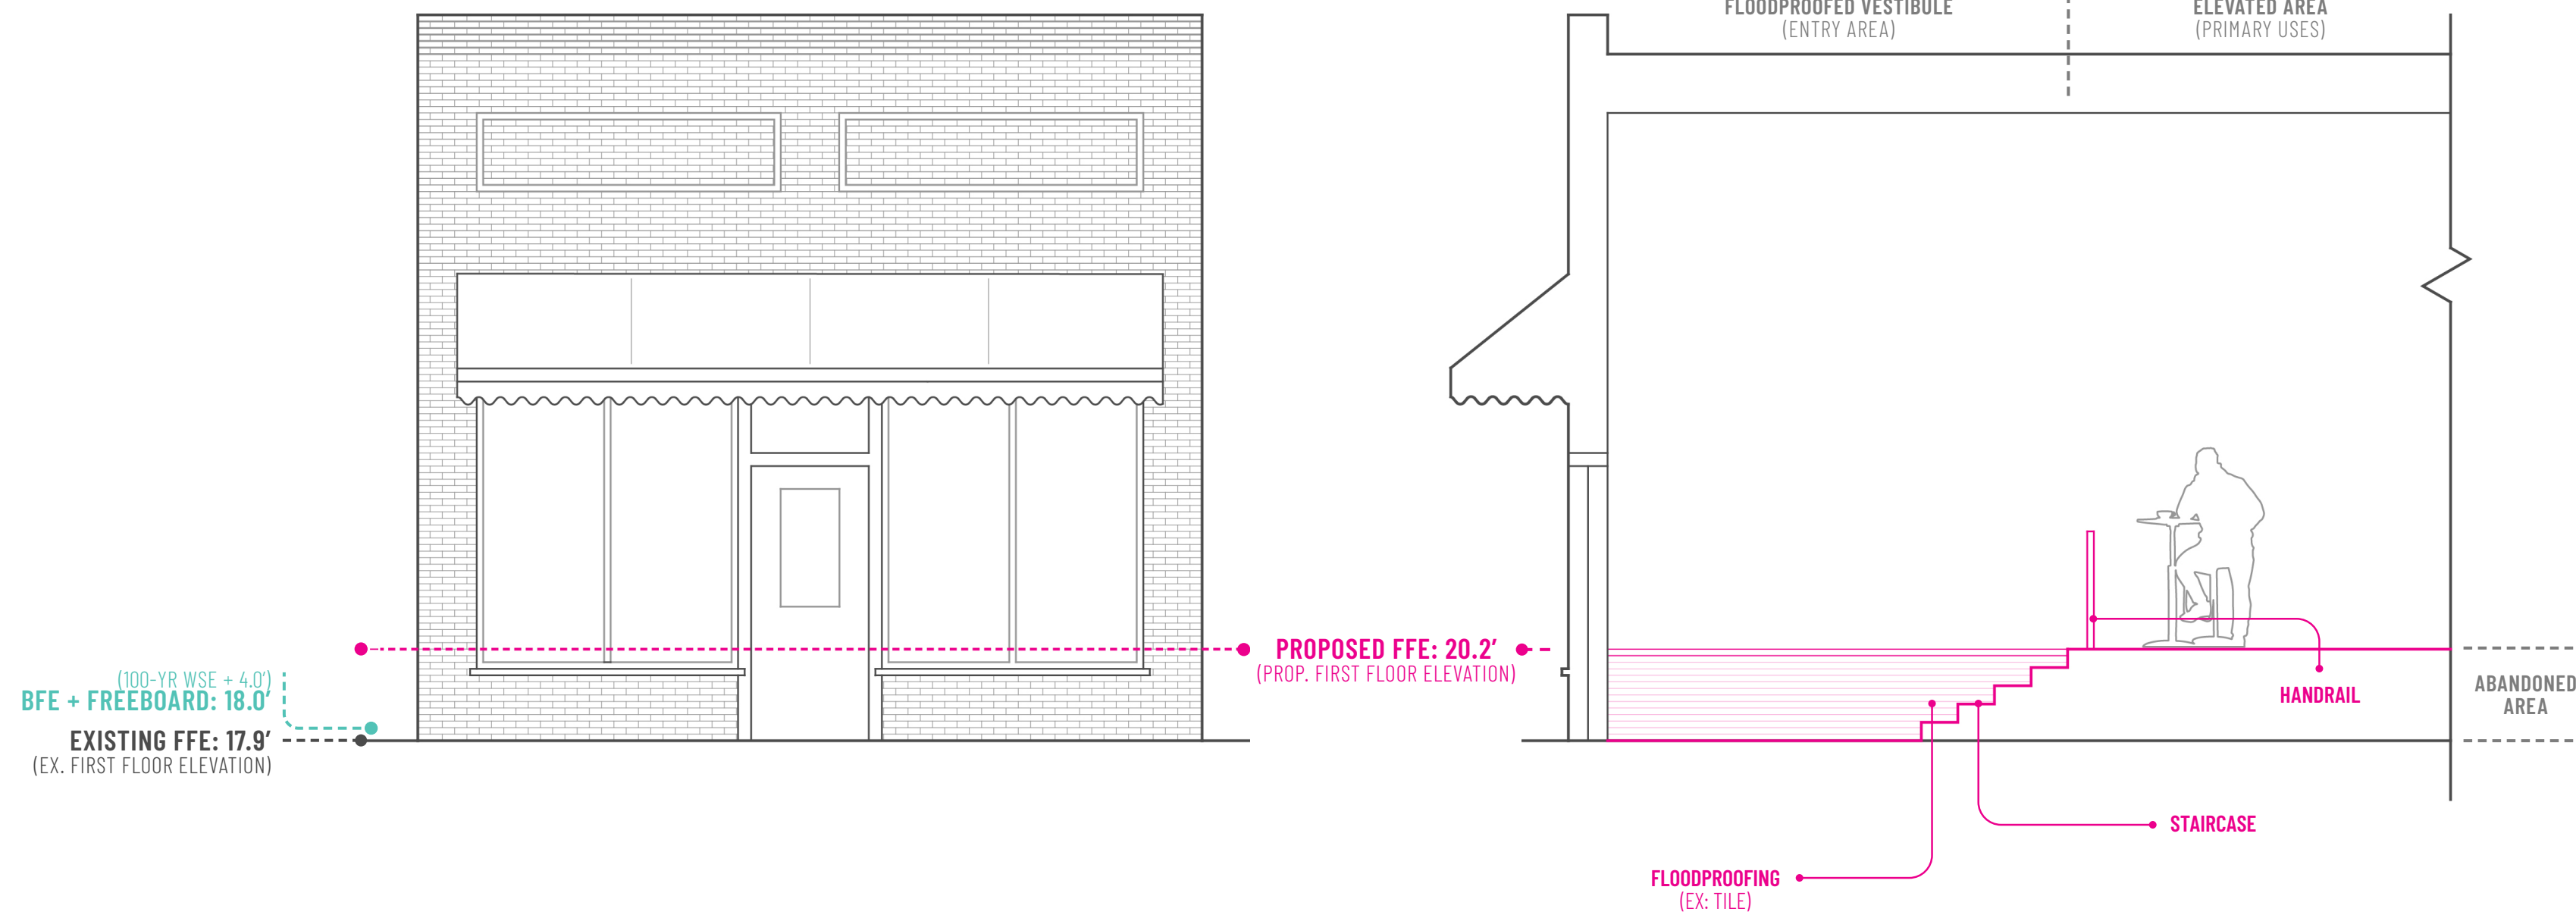 FLOODPROOFED VESTIBULE
(ENTRY AREA)
ELEVATED AREA
(PRIMARY USES)
(100-YR WSE + 4.0')
BFE + FREEBOARD: 18.0'
EXISTING FFE: 17.9'
(EX. FIRST FLOOR ELEVATION)
PROPOSED FFE: 20.2'
(PROP. FIRST FLOOR ELEVATION)
HANDRAIL
ABANDONED
AREA
STAIRCASE
FLOODPROOFING
(EX: TILE)